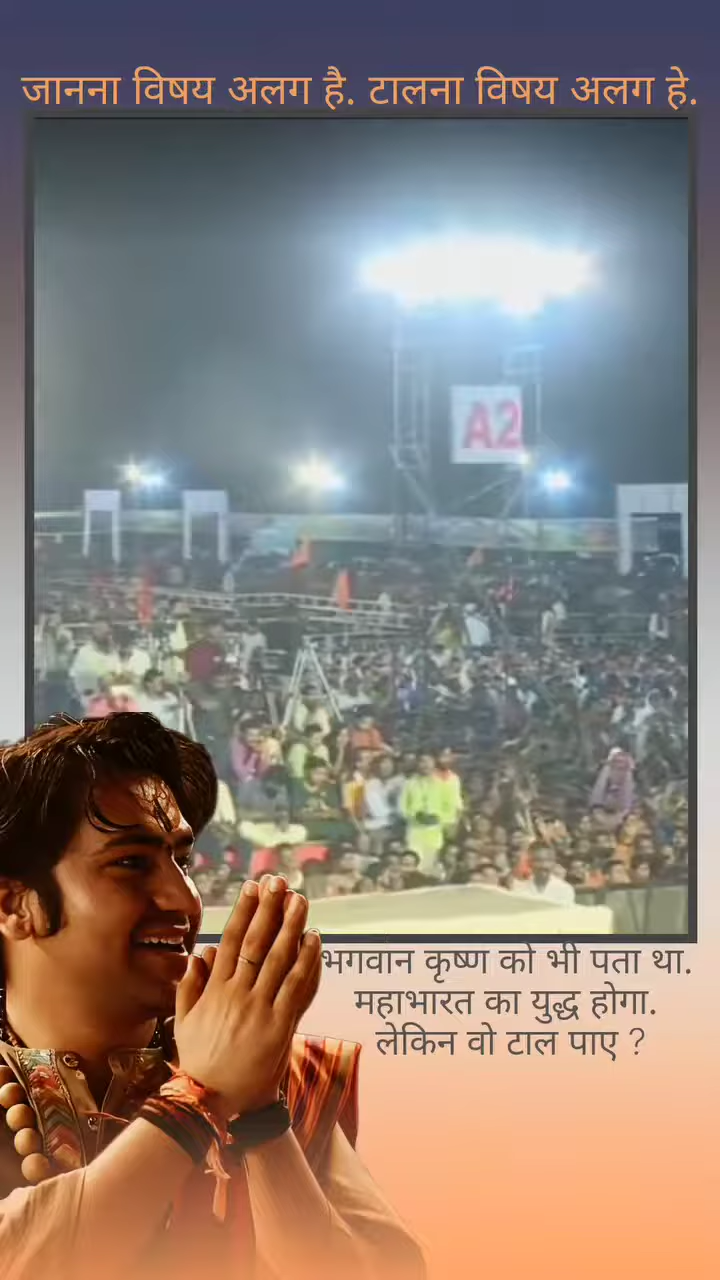 जानना विषय अलग है. टालना विषय अलग हे.
A2
भगवान कृष्ण को भी पता था.
महाभारत का युद्ध होगा.
लेकिन वो टाल पाए ?